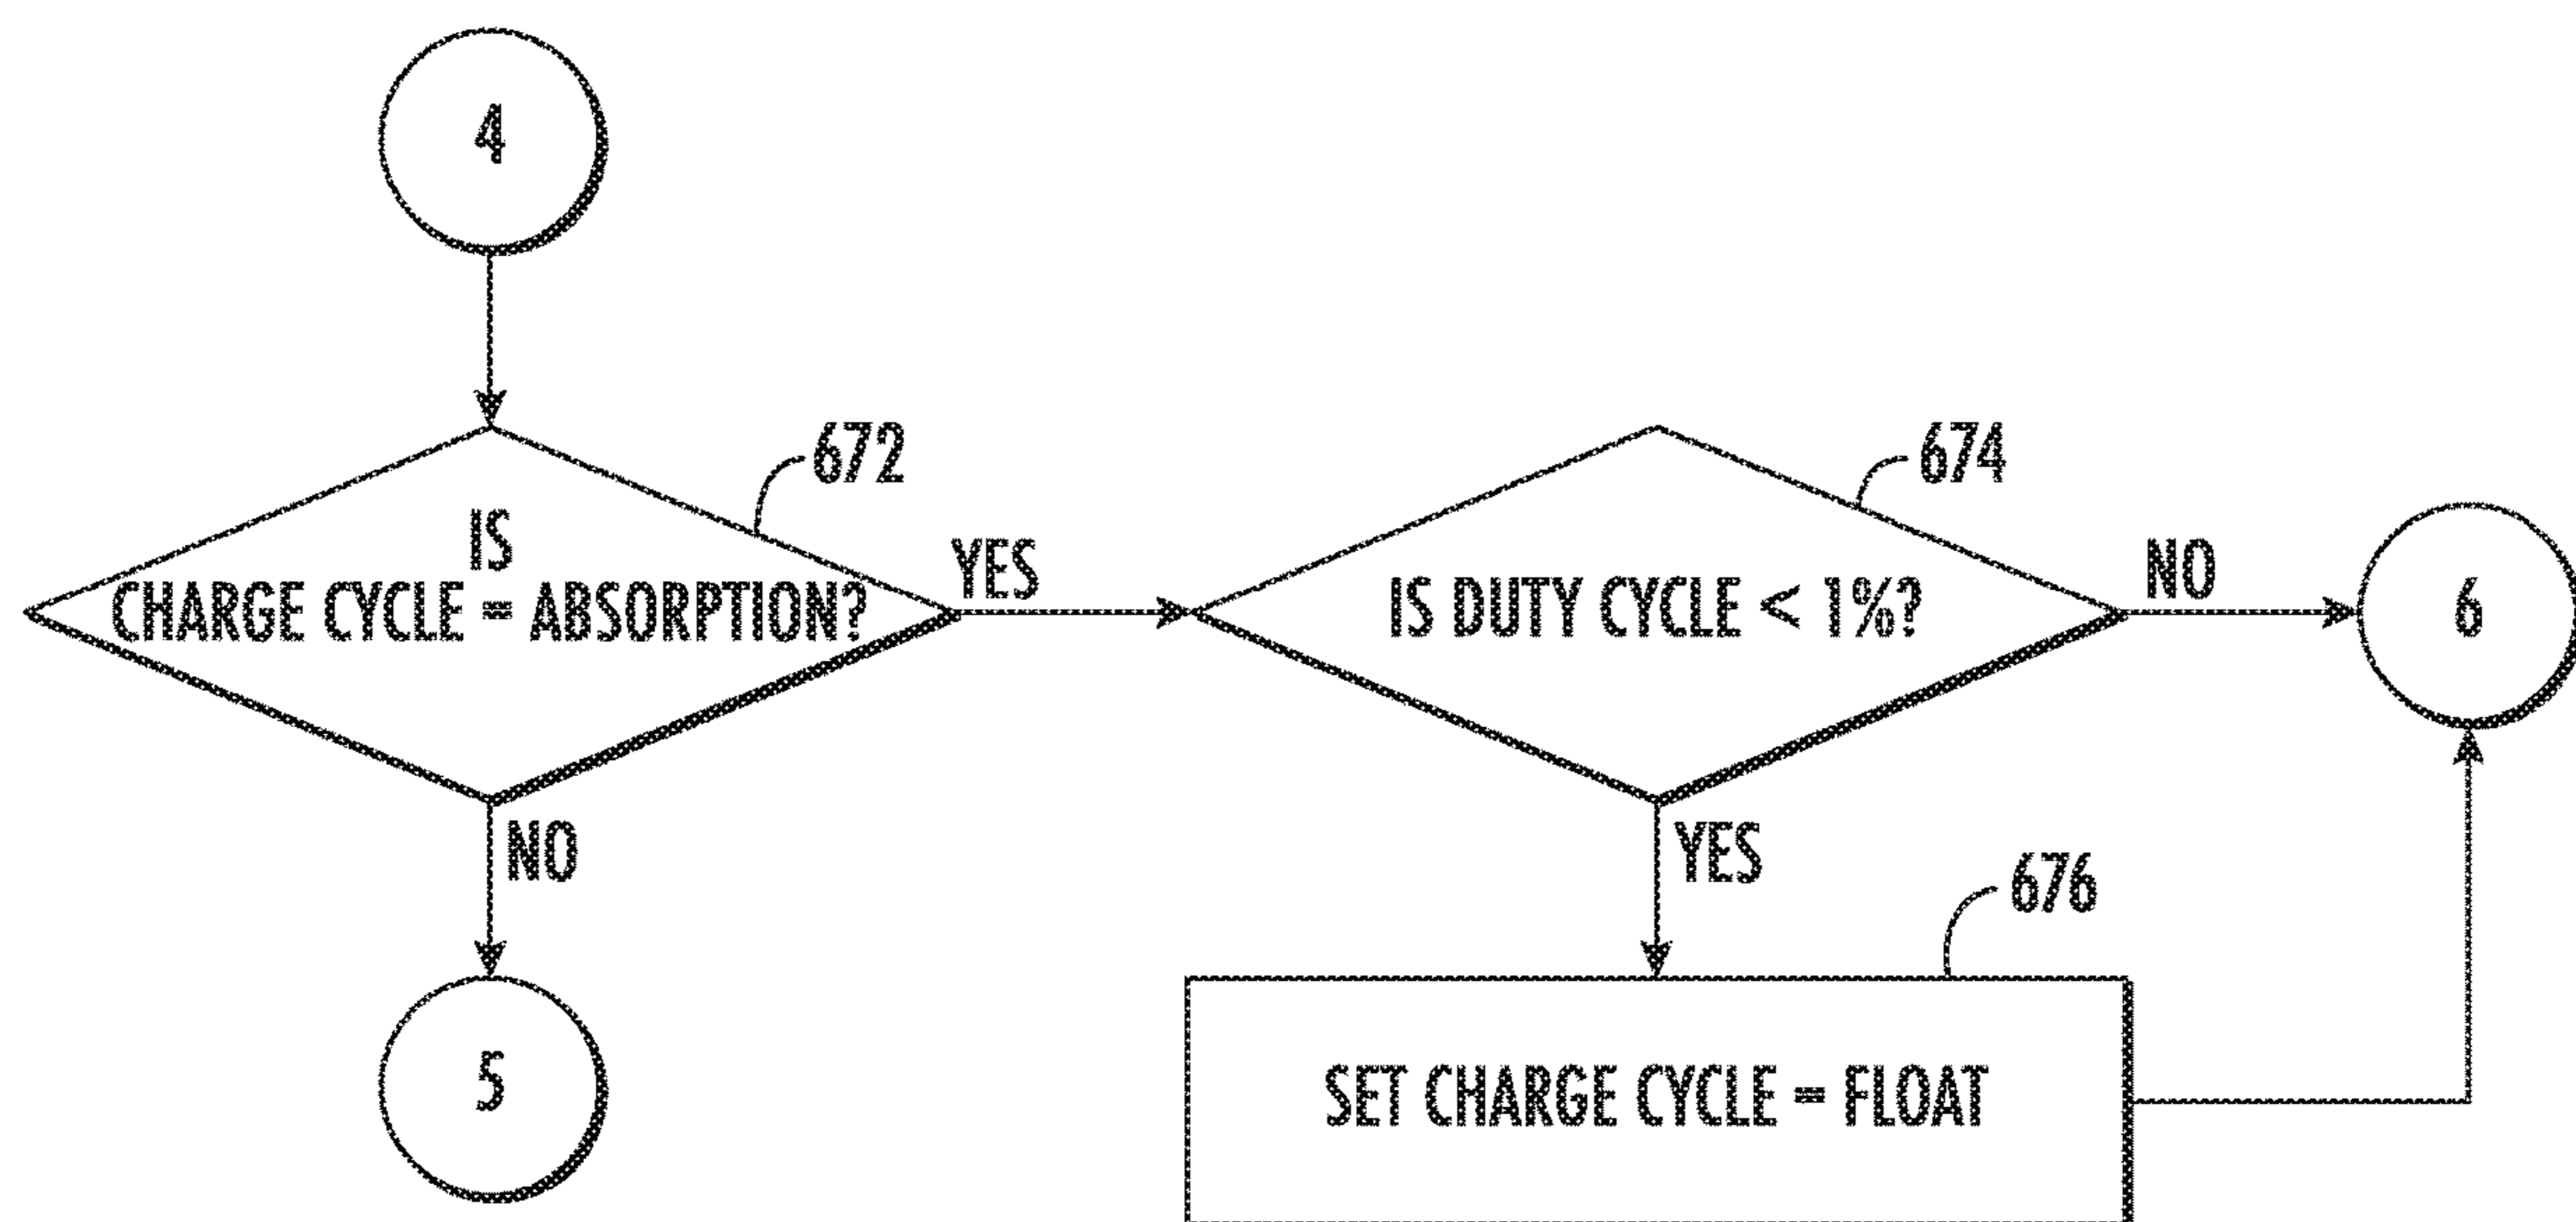 4
672
674
IS
CHARGE CYCLE = ABSORPTION?
YES
IS DUTY CYCLE < 1%?
NO
6
NO
YES
676
5
SET CHARGE CYCLE = FLOAT